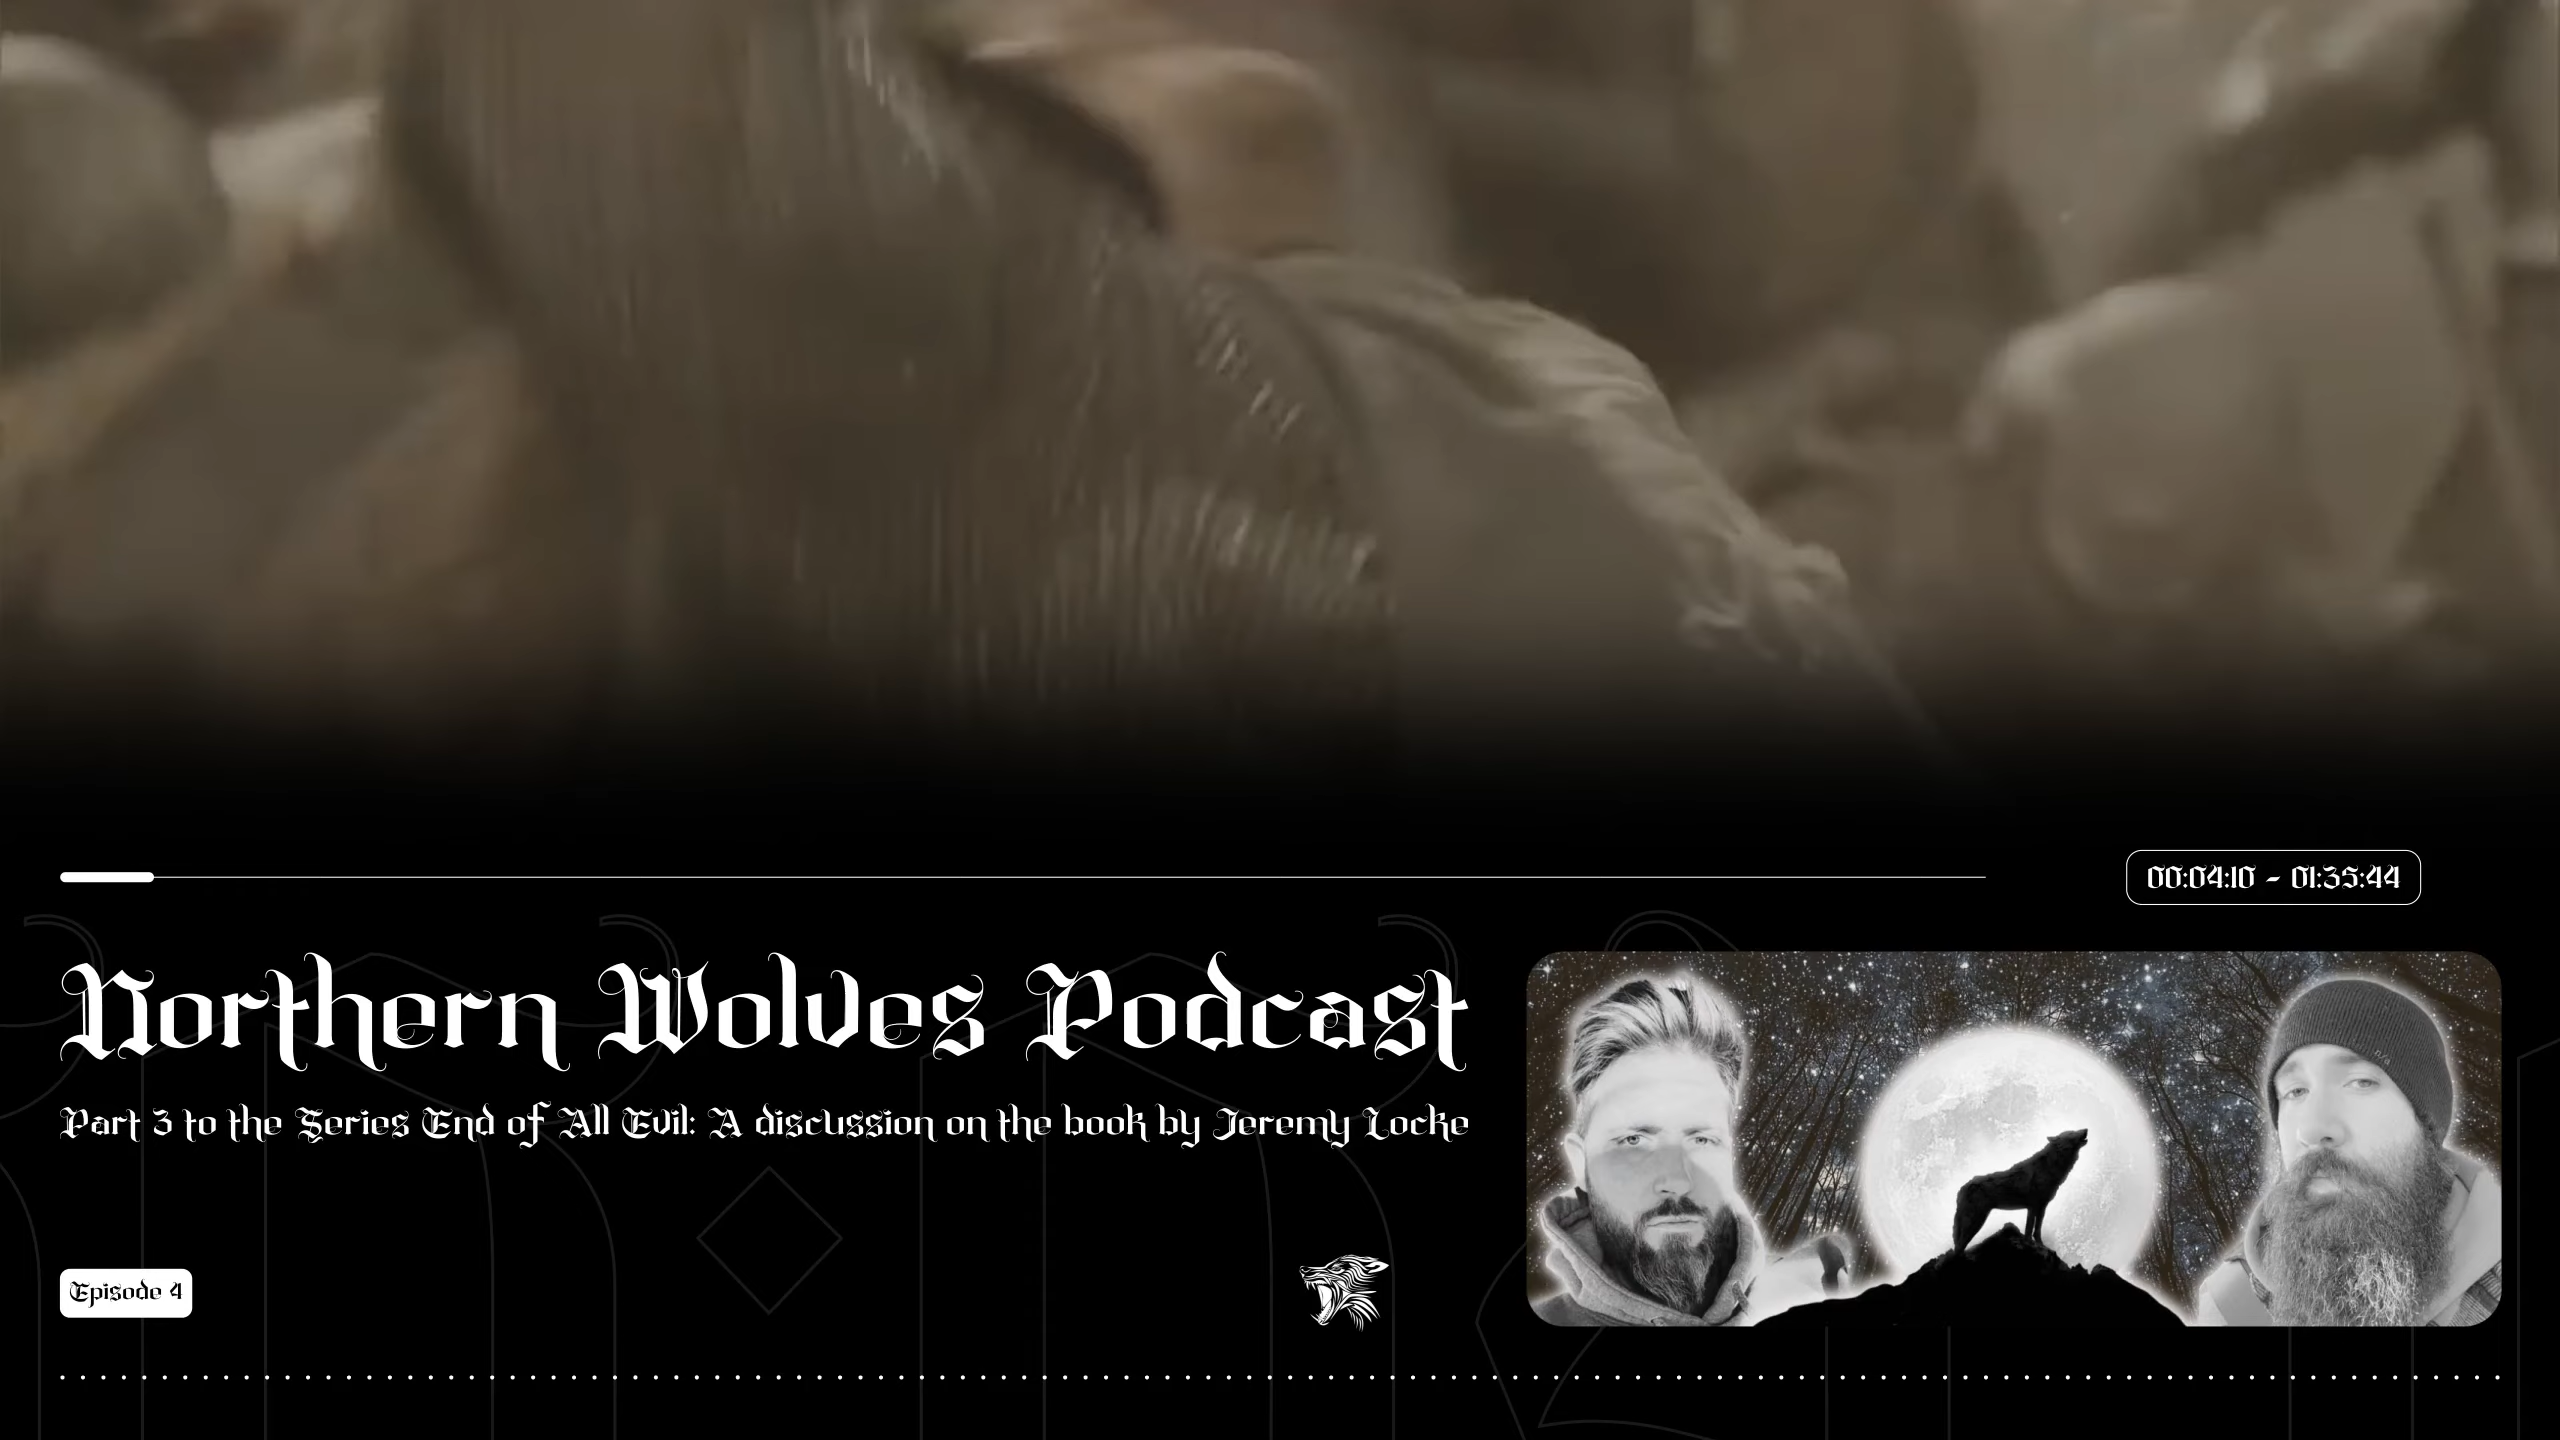 00:04:10 - 01:35:44
Northern Wolves Podcast
Part 3 to the Series End of All Evil: A discussion on the book by Jeremy Locke
Episode 4